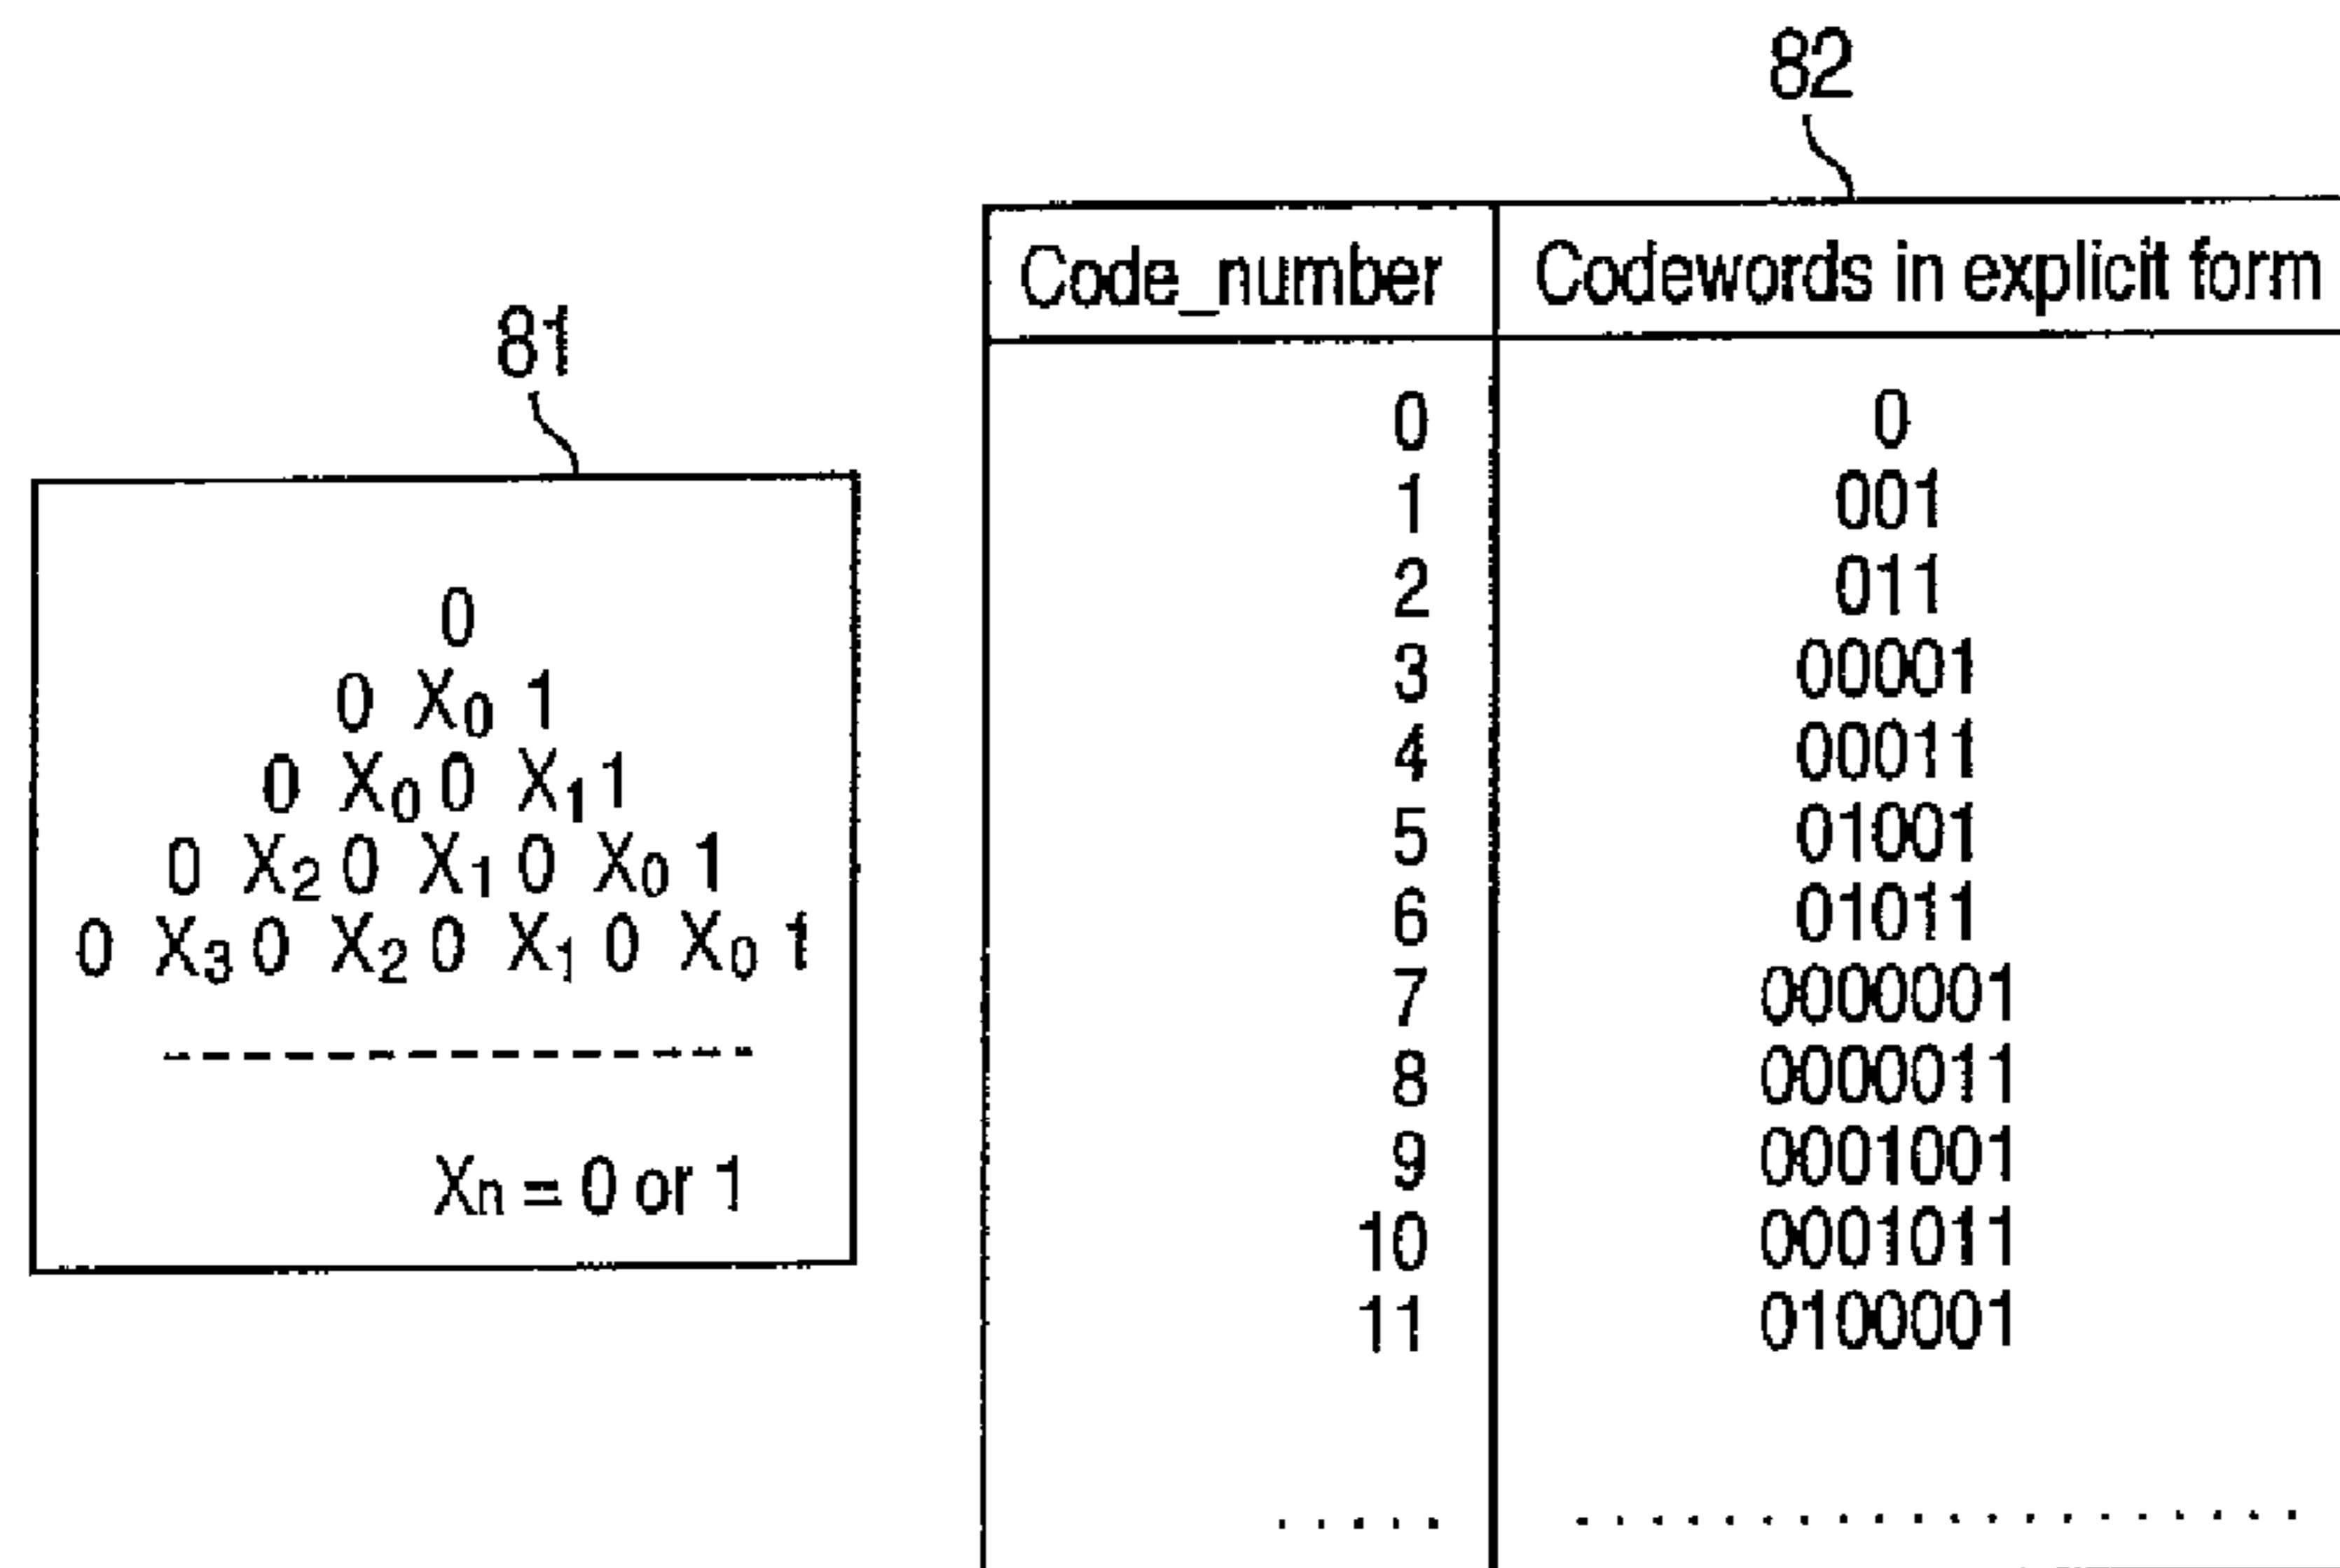 81
0
0 X0 1
0 X0 0 X1 1
0 X2 0 X1 0 X0 1
0 X3 0 X2 0 X1 0 X0 1
Xn = 0 or 1
82
Code_number Codewords in explicit form
0 0
1 001
2 011
3 00001
4 00011
5 01001
6 01011
7 0000001
8 0000011
9 0001001
10 0001011
11 0100001
..... ....................